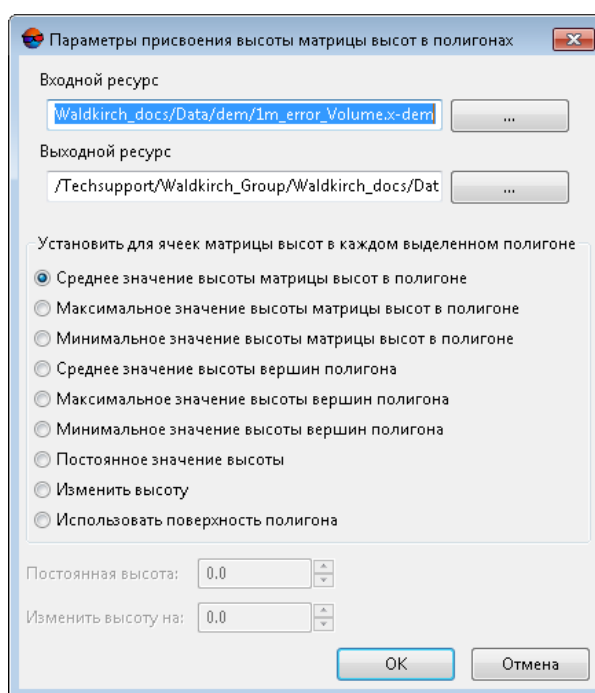 Параметры присвоения высоты матрицы высот в полигонах
Входной ресурс
Waldkirch_docs/Data/dem/1m_error_Volume.x-dem
...
Выходной ресурс
/Techsupport/Waldkirch_Group/Waldkirch_docs/Dat
...
Установить для ячеек матрицы высот в каждом выделенном полигоне
Среднее значение высоты матрицы высот в полигоне
Максимальное значение высоты матрицы высот в полигоне
Минимальное значение высоты матрицы высот в полигоне
Среднее значение высоты вершин полигона
Максимальное значение высоты вершин полигона
Минимальное значение высоты вершин полигона
Постоянное значение высоты
Изменить высоту
Использовать поверхность полигона
Постоянная высота: 0.0
Изменить высоту на: 0.0
OK Отмена